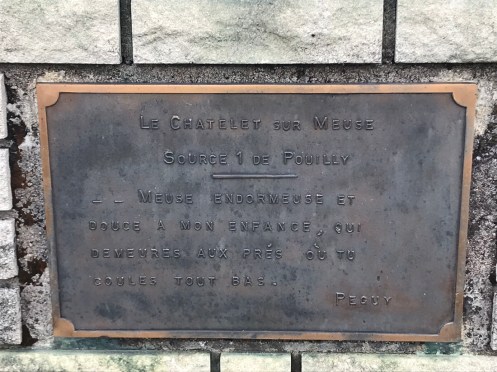 LE CHATELET SUR MEUSE
SOURCE 1 DE POUILLY
_ _ MEUSE ENDORMEUSE ET
DOUCE A MON ENFANCE, QUI
DEMEURES AUX PRÉS OÙ TU
COULES TOUT BAS.
PEGUY